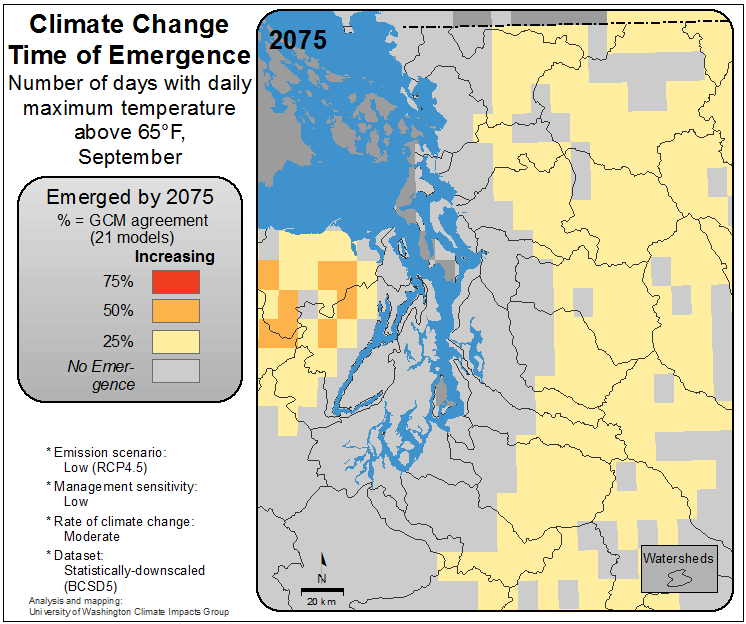 Climate Change
Time of Emergence
Number of days with daily
maximum temperature
above 65°F,
September
Emerged by 2075
% = GCM agreement
(21 models)
Increasing
75%
50%
25%
No Emer-
gence
* Emission scenario:
Low (RCP4.5)
* Management sensitivity:
Low
* Rate of climate change:
Moderate
* Dataset:
Statistically-downscaled
(BCSD5)
Analysis and mapping:
University of Washington Climate Impacts Group
2075
N
20 km
Watersheds